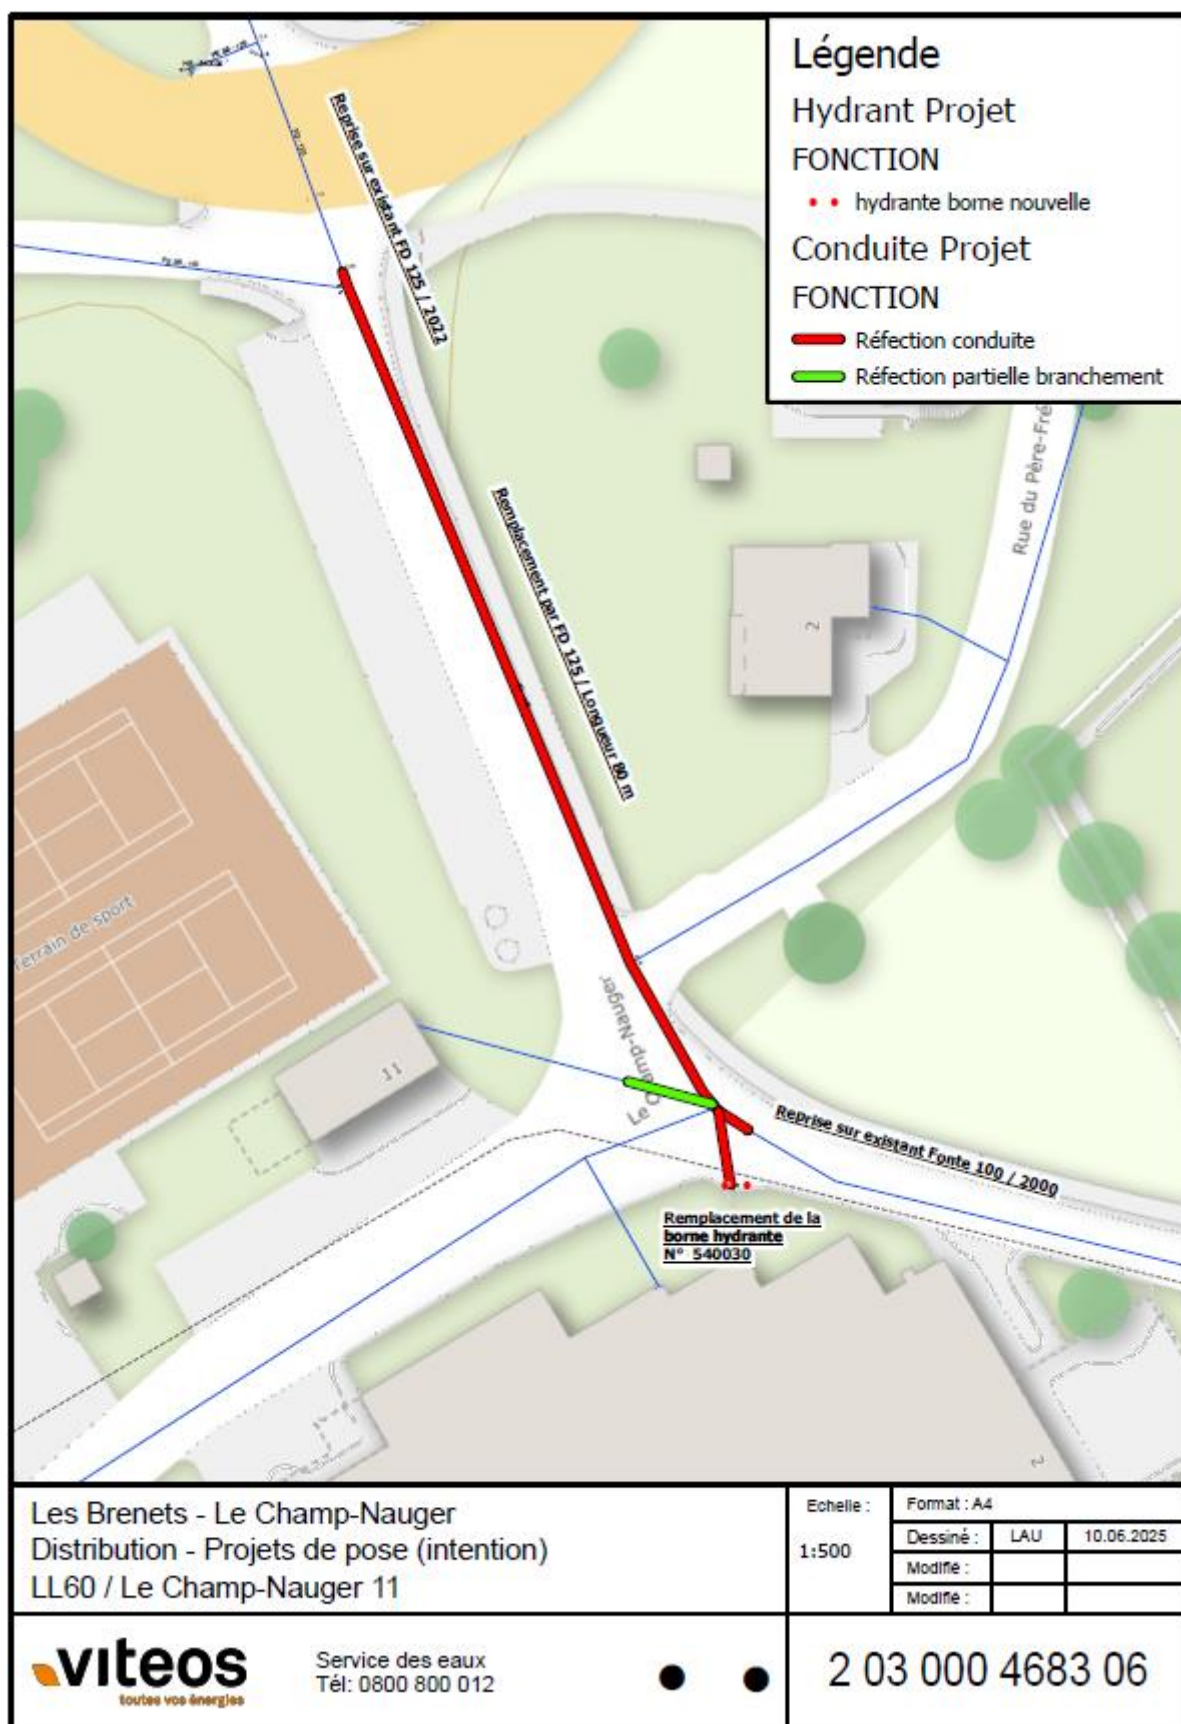 Légende
Hydrant Projet
FONCTION
hydrante borne nouvelle
Conduite Projet
FONCTION
Réfection conduite
Réfection partielle branchement
Reprise sur existant FD 125 / 2022
Rue du Père-Fré
Remplacement par FD 125 / Longueur 80 m
2
Terrain de sport
11
Reprise sur existant Fonte 100 / 2000
Remplacement de la
borne hydrante
N° 540030
2
Les Brenets - Le Champ-Nauger
Distribution - Projets de pose (intention)
LL60 / Le Champ-Nauger 11
Echelle :
1:500
Format : A4
Dessiné : LAU 10.06.2025
Modifié :
Modifié :
viteos
toutes vos énergies
Service des eaux
Tél: 0800 800 012
2 03 000 4683 06